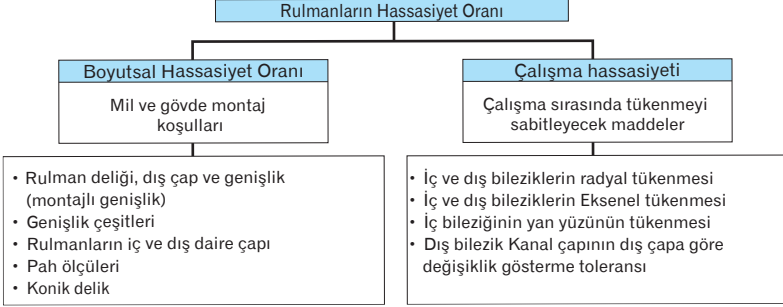 Rulmanların Hassasiyet Oranı
Boyutsal Hassasiyet Oranı
Mil ve gövde montaj
koşulları
• Rulman deliği, dış çap ve genişlik
(montajlı genişlik)
• Genişlik çeşitleri
• Rulmanların iç ve dış daire çapı
• Pah ölçüleri
• Konik delik
Çalışma hassasiyeti
Çalışma sırasında tükenmeyi
sabitleyecek maddeler
• İç ve dış bileziklerin radyal tükenmesi
• İç ve dış bileziklerin Eksenel tükenmesi
• İç bileziğinin yan yüzünün tükenmesi
• Dış bilezik Kanal çapının dış çapa göre
değişiklik gösterme toleransı